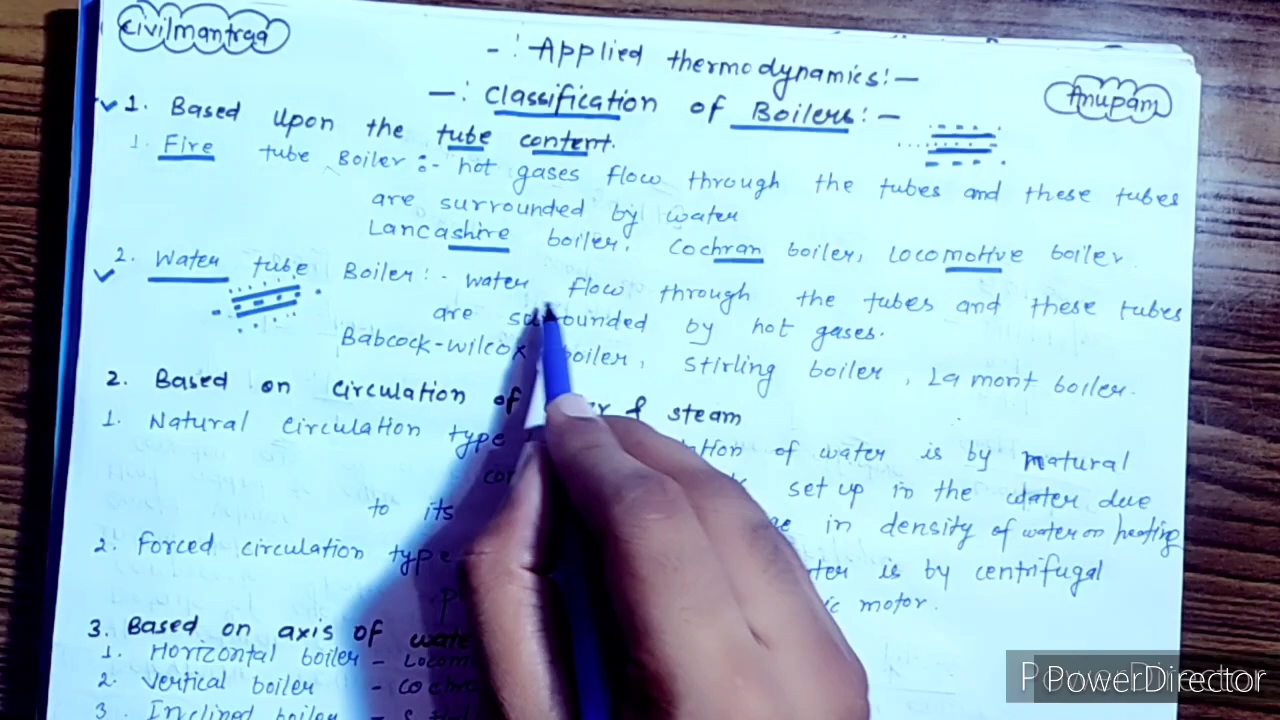 Civilmantraa
-: Applied thermodynamics:-
Anupam
-: Classification of Boilers:-
1. Based upon the tube content.
1. Fire tube Boiler:- hot gases flow through the tubes and these tubes
are surrounded by water
Lancashire boiler, Cochran boiler, Locomotive boiler
2. Water tube Boiler:- water flow through the tubes and these tubes
are surrounded by hot gases.
Babcock-wilcox boiler, Stirling boiler, La mont boiler.
2. Based on circulation of & steam
1. Natural circulation type of water is by natural
set up in the water due
to its in density of water on heating
2. Forced circulation type is by centrifugal
motor.
3. Based on axis of
1. Horizontal boiler -
2. Vertical boiler -
3. Inclined boiler -
PowerDirector